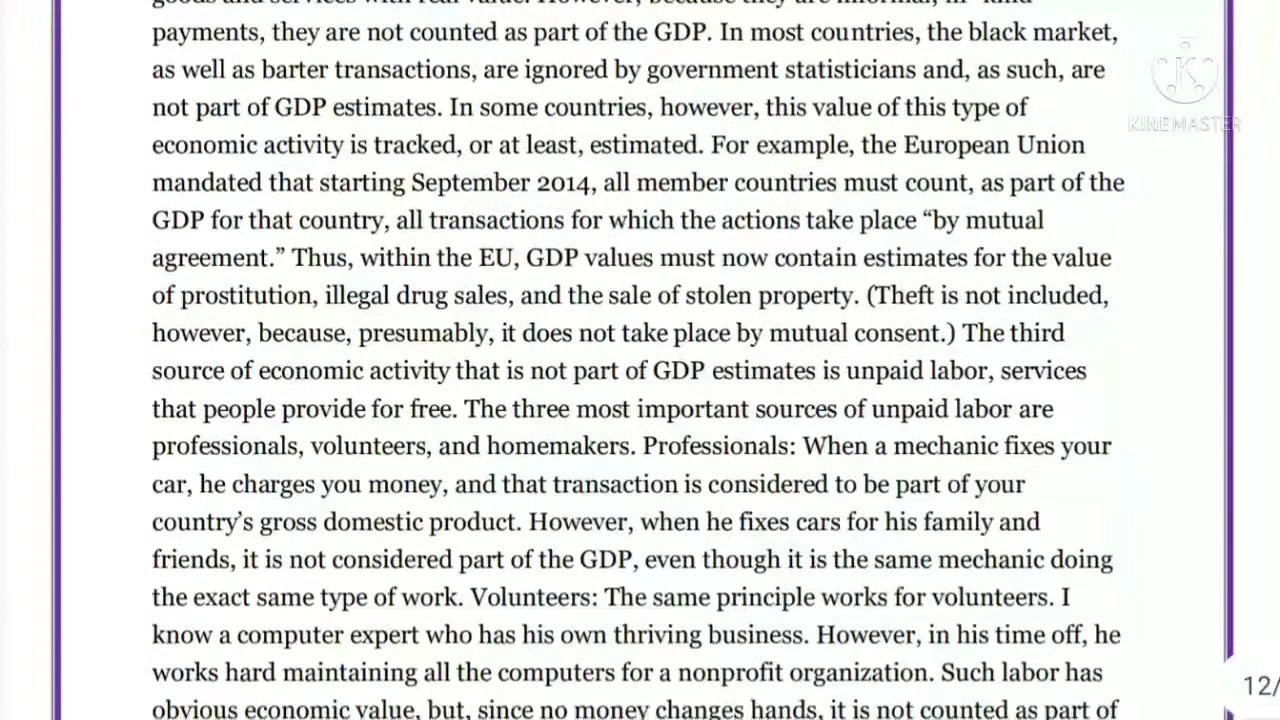 goods and services with real value. However, because they are informal, in-kind
payments, they are not counted as part of the GDP. In most countries, the black market,
as well as barter transactions, are ignored by government statisticians and, as such, are
not part of GDP estimates. In some countries, however, this value of this type of
economic activity is tracked, or at least, estimated. For example, the European Union
mandated that starting September 2014, all member countries must count, as part of the
GDP for that country, all transactions for which the actions take place “by mutual
agreement.” Thus, within the EU, GDP values must now contain estimates for the value
of prostitution, illegal drug sales, and the sale of stolen property. (Theft is not included,
however, because, presumably, it does not take place by mutual consent.) The third
source of economic activity that is not part of GDP estimates is unpaid labor, services
that people provide for free. The three most important sources of unpaid labor are
professionals, volunteers, and homemakers. Professionals: When a mechanic fixes your
car, he charges you money, and that transaction is considered to be part of your
country’s gross domestic product. However, when he fixes cars for his family and
friends, it is not considered part of the GDP, even though it is the same mechanic doing
the exact same type of work. Volunteers: The same principle works for volunteers. I
know a computer expert who has his own thriving business. However, in his time off, he
works hard maintaining all the computers for a nonprofit organization. Such labor has
obvious economic value, but, since no money changes hands, it is not counted as part of
K
KINEMASTER
12/